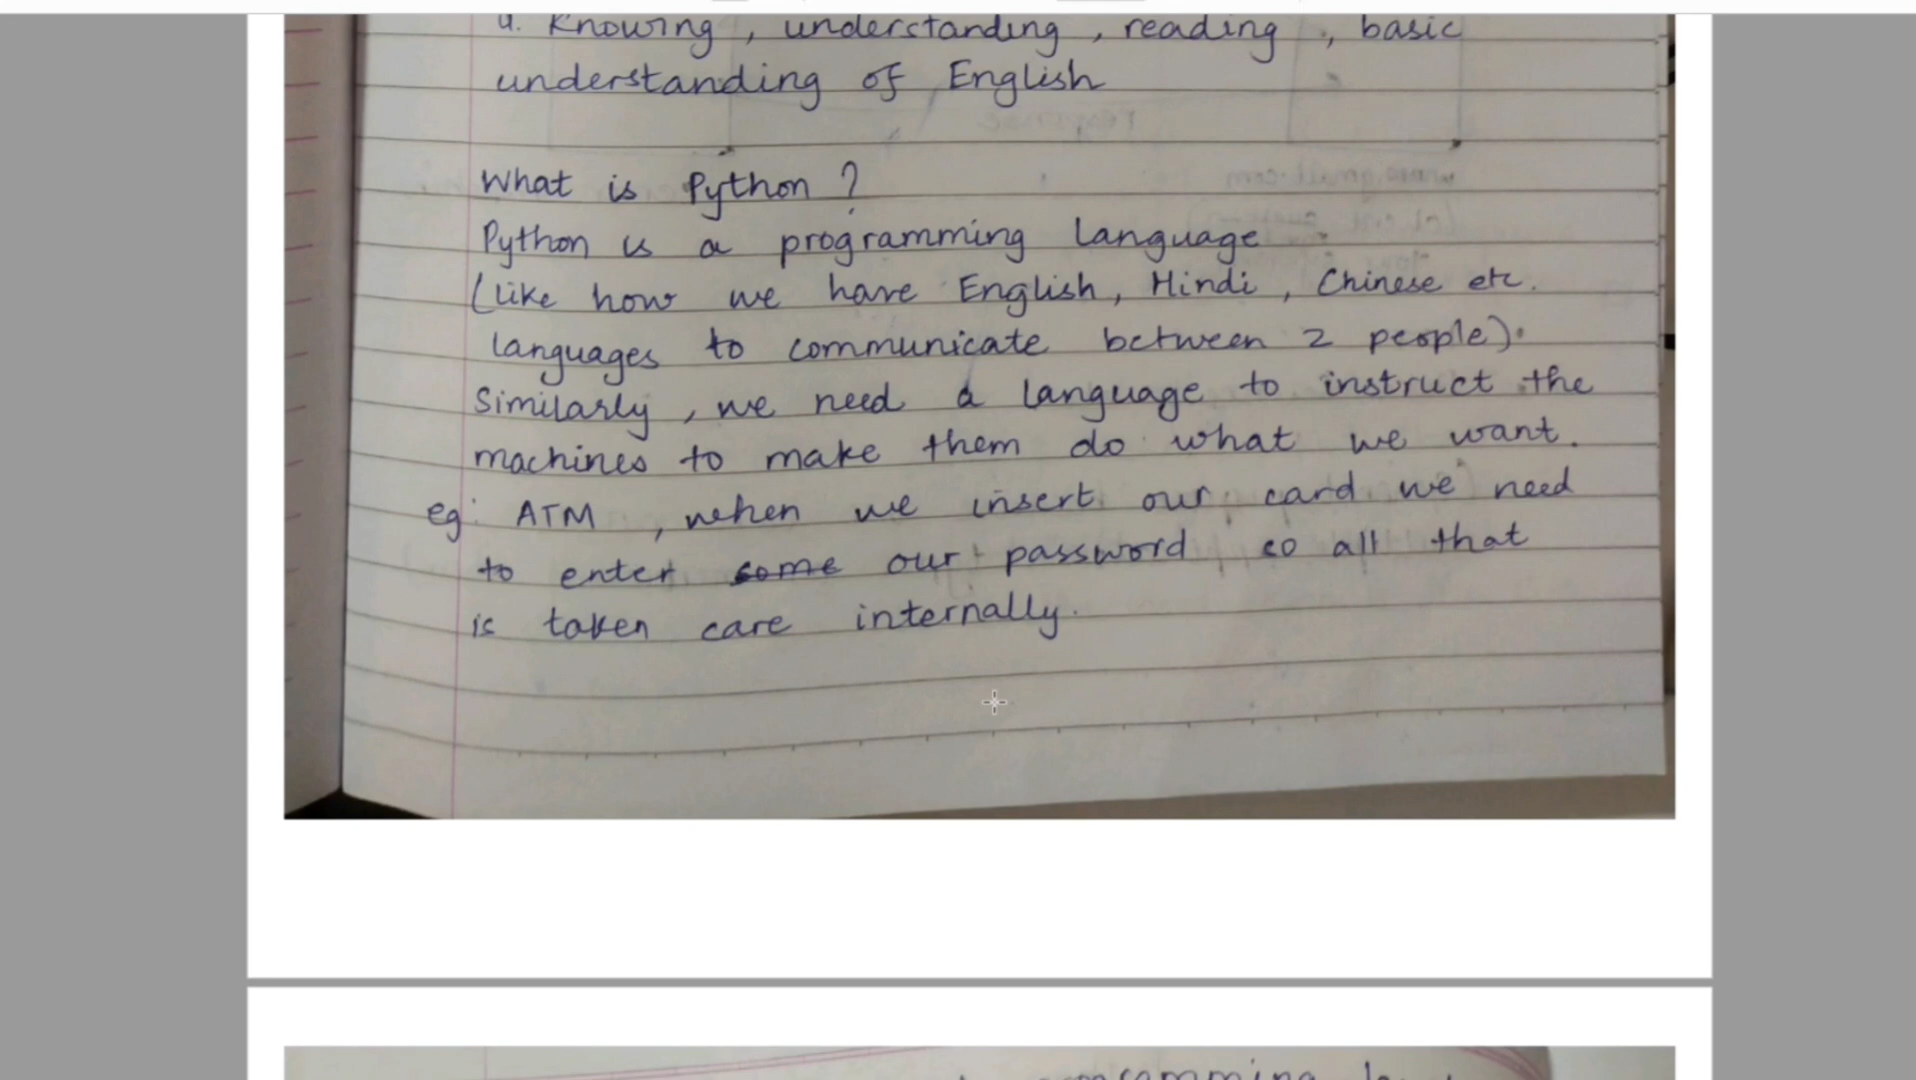 4. Knowing, understanding, reading, basic
understanding of English
What is Python?
Python is a programming language
(like how we have English, Hindi, Chinese etc.
languages to communicate between 2 people).
Similarly, we need a language to instruct the
machines to make them do what we want.
eg: ATM, when we insert our card we need
to enter some our password so all that
is taken care internally.
programming